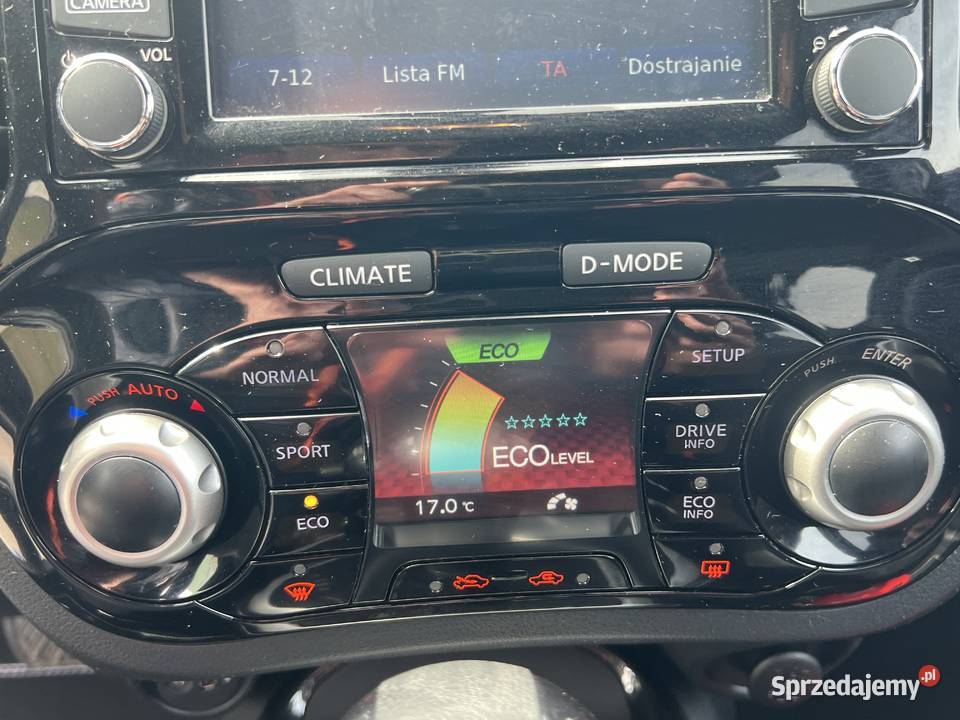 CAMERA
VOL
7-12 Lista FM TA Dostrajanie
CLIMATE
D-MODE
PUSH AUTO
NORMAL
SPORT
ECO
ECO
ECO LEVEL
17.0 °C
SETUP
DRIVE
INFO
ECO
INFO
PUSH ENTER
Sprzedajemy.pl